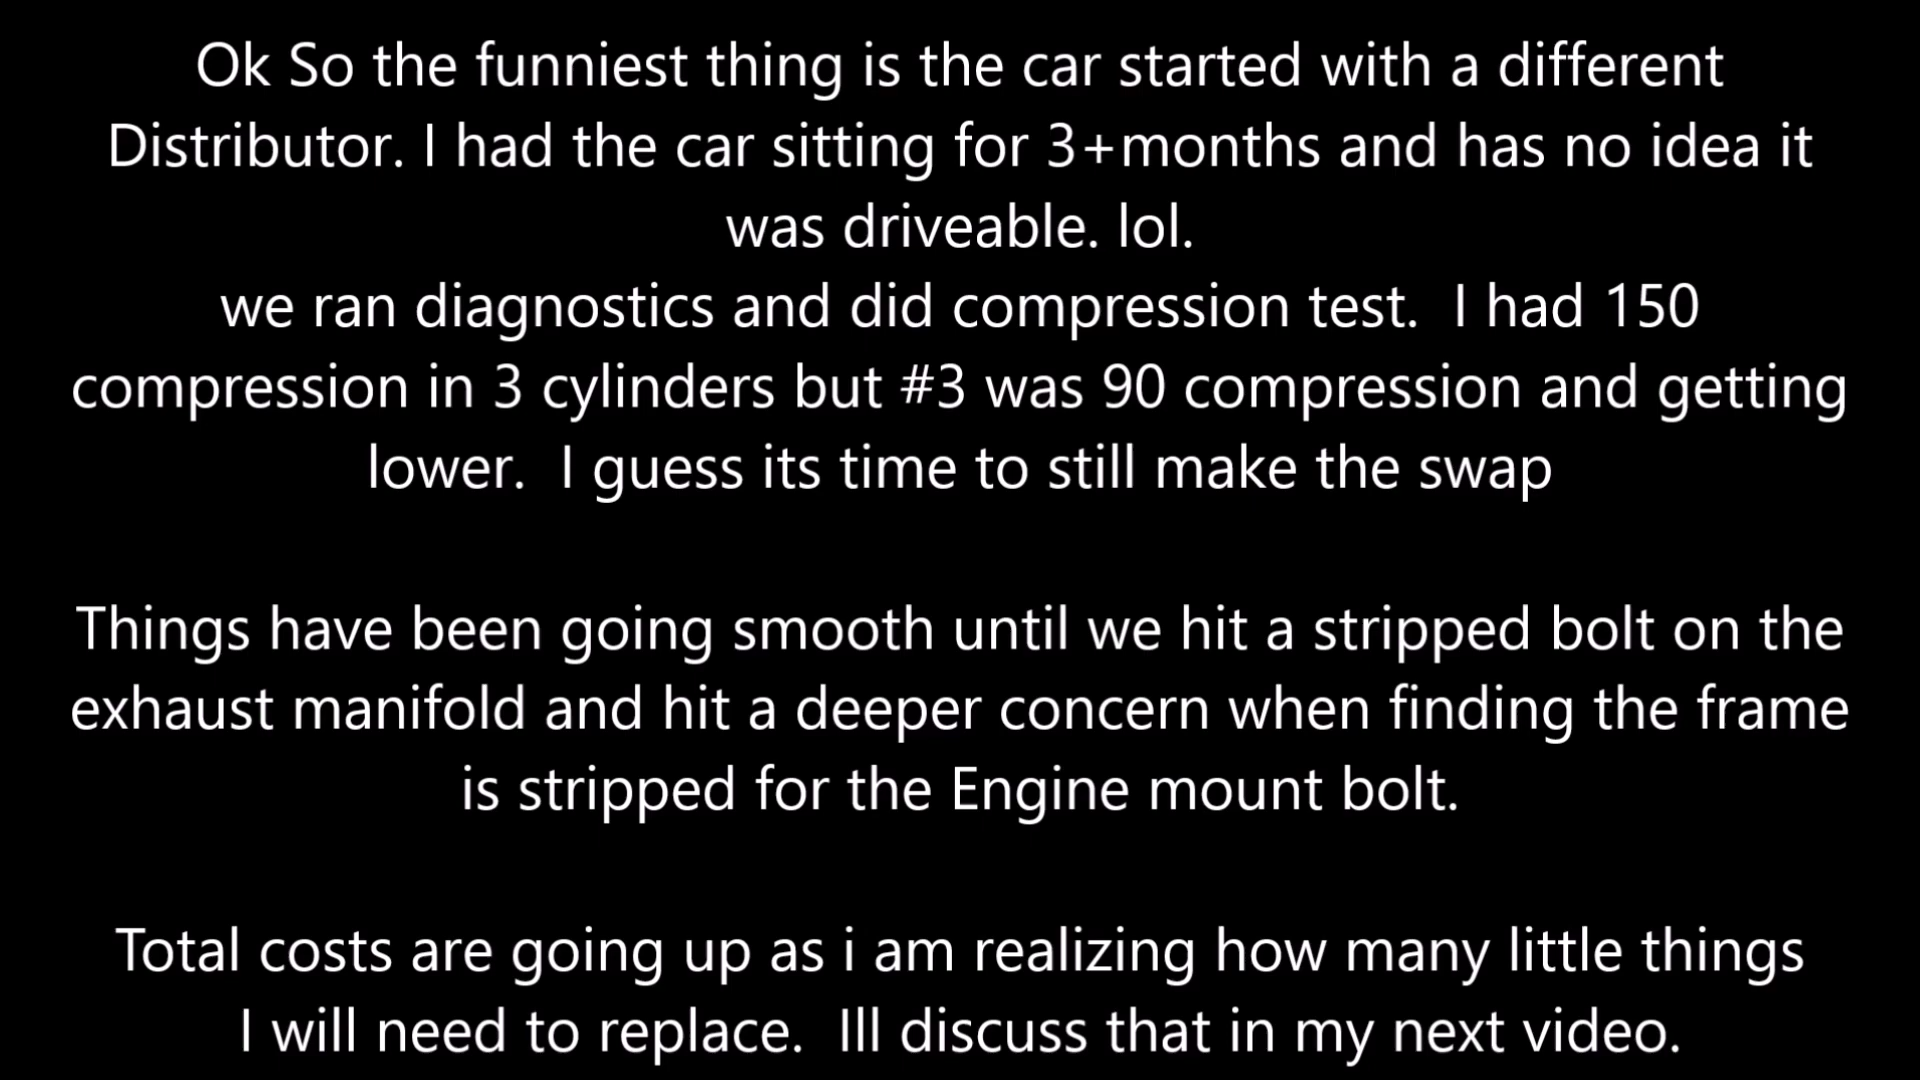 Ok So the funniest thing is the car started with a different
Distributor. I had the car sitting for 3+months and has no idea it
was driveable. lol.
we ran diagnostics and did compression test.  I had 150
compression in 3 cylinders but #3 was 90 compression and getting
lower.  I guess its time to still make the swap
Things have been going smooth until we hit a stripped bolt on the
exhaust manifold and hit a deeper concern when finding the frame
is stripped for the Engine mount bolt.
Total costs are going up as i am realizing how many little things
I will need to replace.  Ill discuss that in my next video.